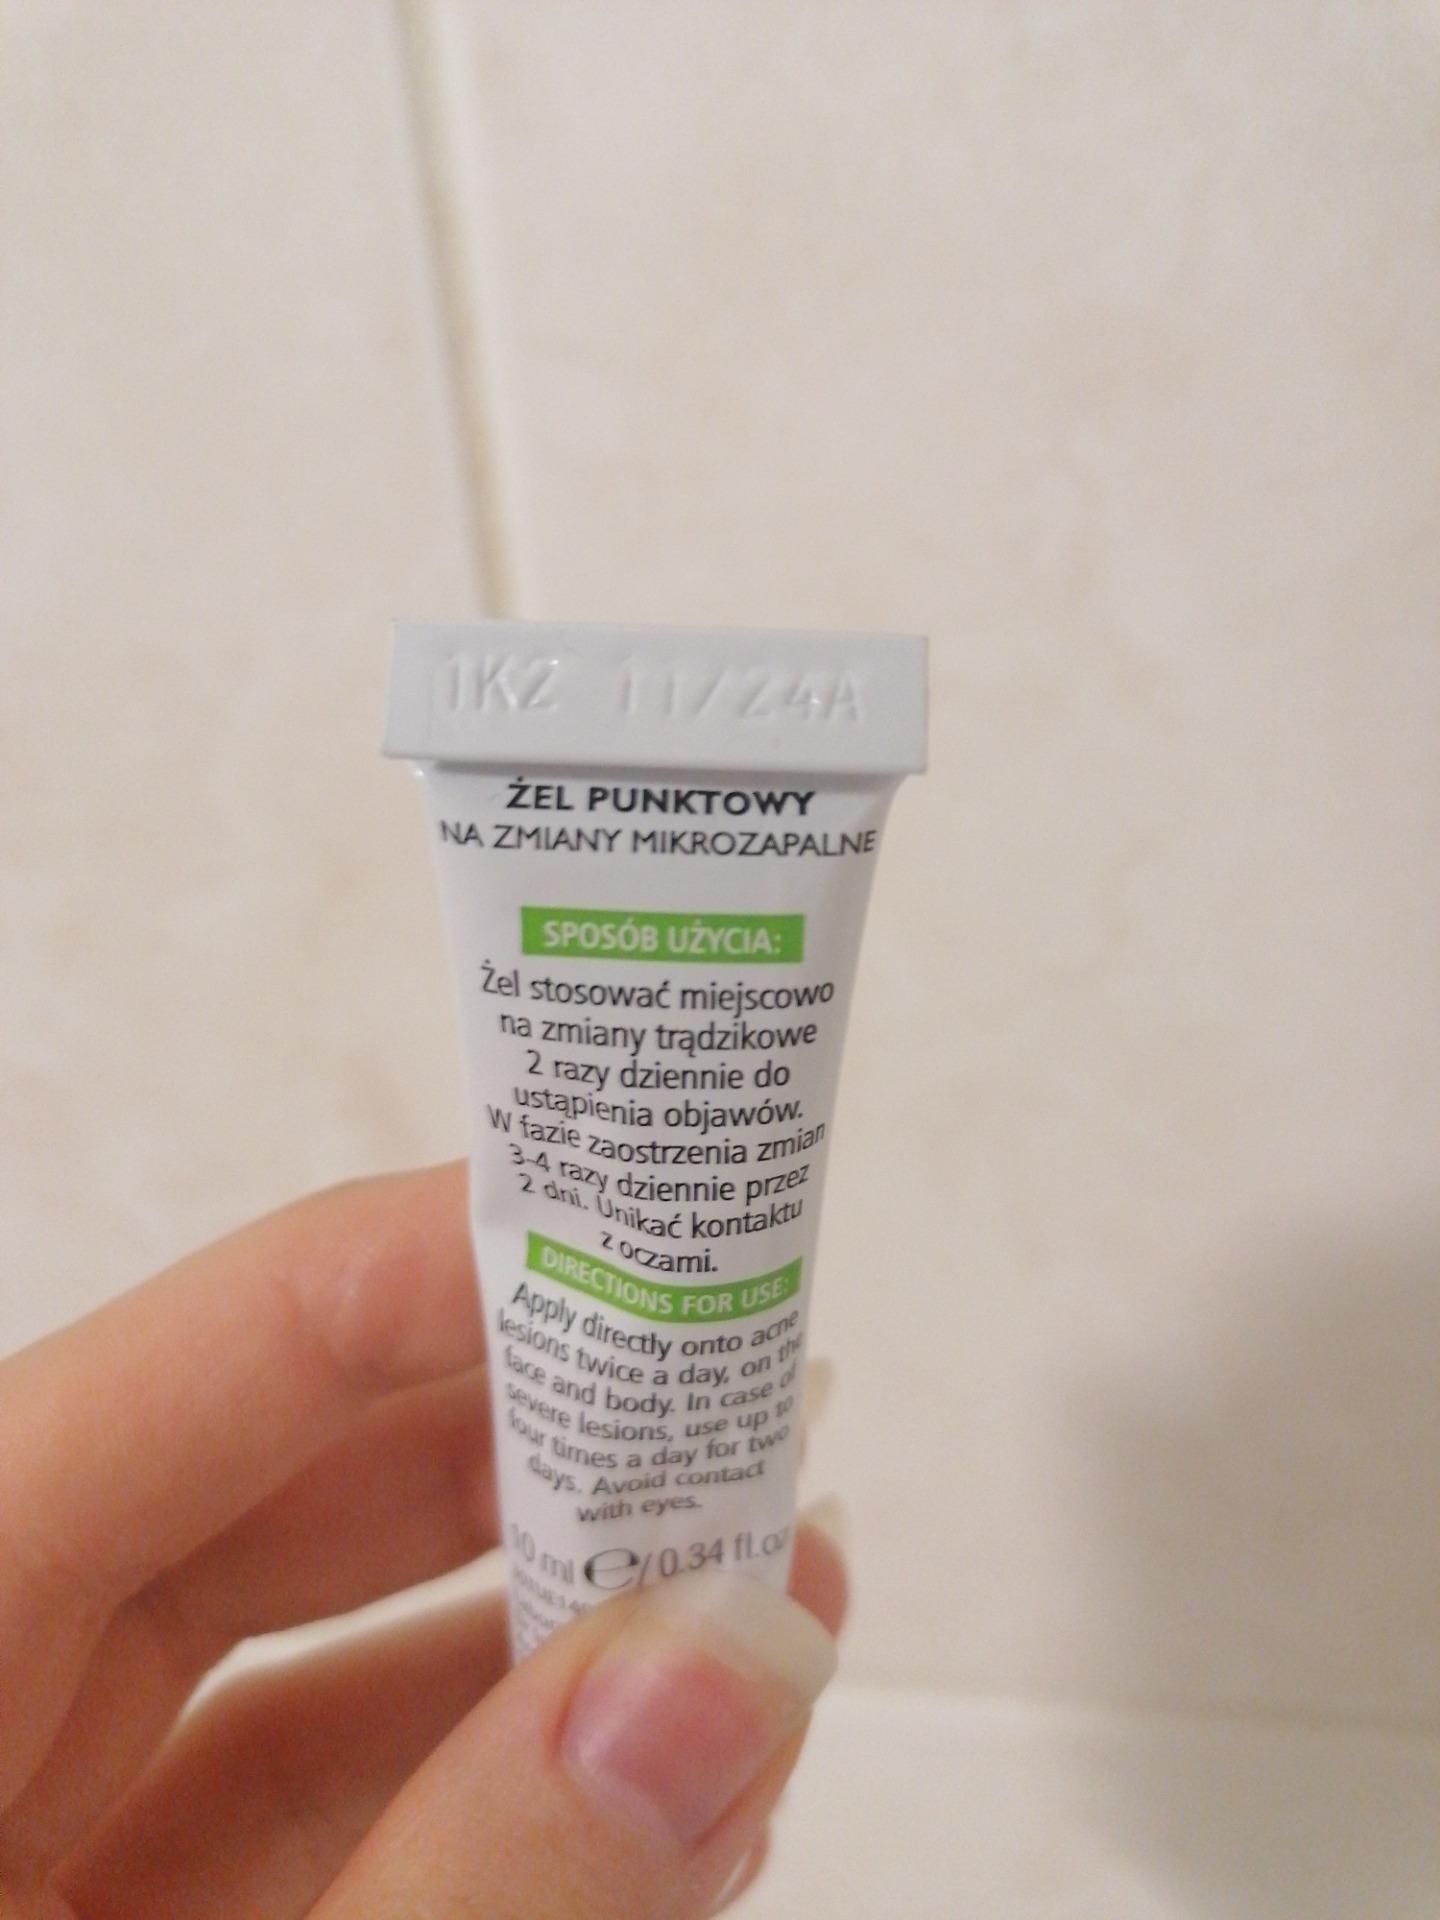 1K2 11/24A
ŻEL PUNKTOWY
NA ZMIANY MIKROZAPALNE
SPOSÓB UŻYCIA:
Żel stosować miejscowo
na zmiany trądzikowe
2 razy dziennie do
ustąpienia objawów.
W fazie zaostrzenia zmian
3-4 razy dziennie przez
2 dni. Unikać kontaktu
z oczami.
DIRECTIONS FOR USE:
Apply directly onto acne
lesions twice a day, on the
face and body. In case of
severe lesions, use up to
four times a day for two
days. Avoid contact
with eyes.
10 ml e/ 0.34 fl.oz